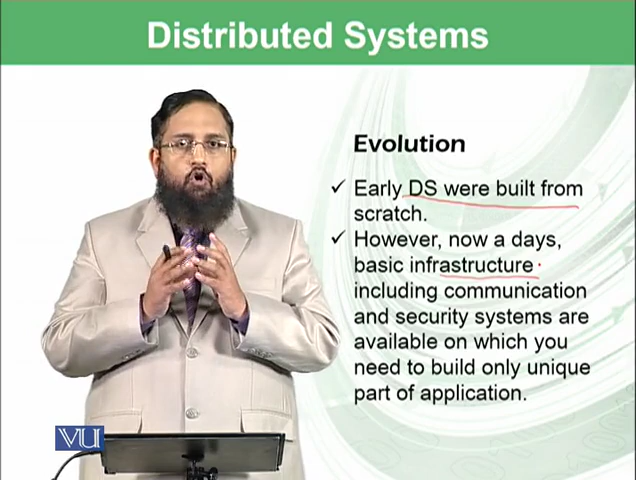 Distributed Systems
Evolution
✓ Early DS were built from
scratch.
✓ However, now a days,
basic infrastructure
including communication
and security systems are
available on which you
need to build only unique
part of application.
VU